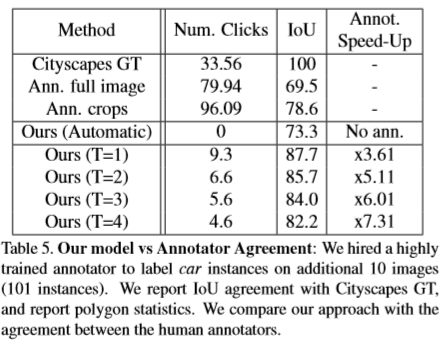 Method Num. Clicks IoU Annot. Speed-Up
Cityscapes GT 33.56 100 -
Ann. full image 79.94 69.5 -
Ann. crops 96.09 78.6 -
Ours (Automatic) 0 73.3 No ann.
Ours (T=1) 9.3 87.7 x3.61
Ours (T=2) 6.6 85.7 x5.11
Ours (T=3) 5.6 84.0 x6.01
Ours (T=4) 4.6 82.2 x7.31
Table 5. Our model vs Annotator Agreement: We hired a highly
trained annotator to label car instances on additional 10 images
(101 instances). We report IoU agreement with Cityscapes GT,
and report polygon statistics. We compare our approach with the
agreement between the human annotators.